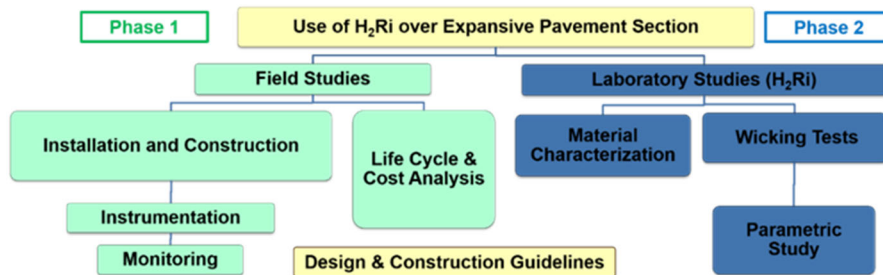 Phase 1
Use of H₂Ri over Expansive Pavement Section
Phase 2
Field Studies
Laboratory Studies (H₂Ri)
Installation and Construction
Life Cycle &
Cost Analysis
Material
Characterization
Wicking Tests
Instrumentation
Monitoring
Parametric
Study
Design & Construction Guidelines